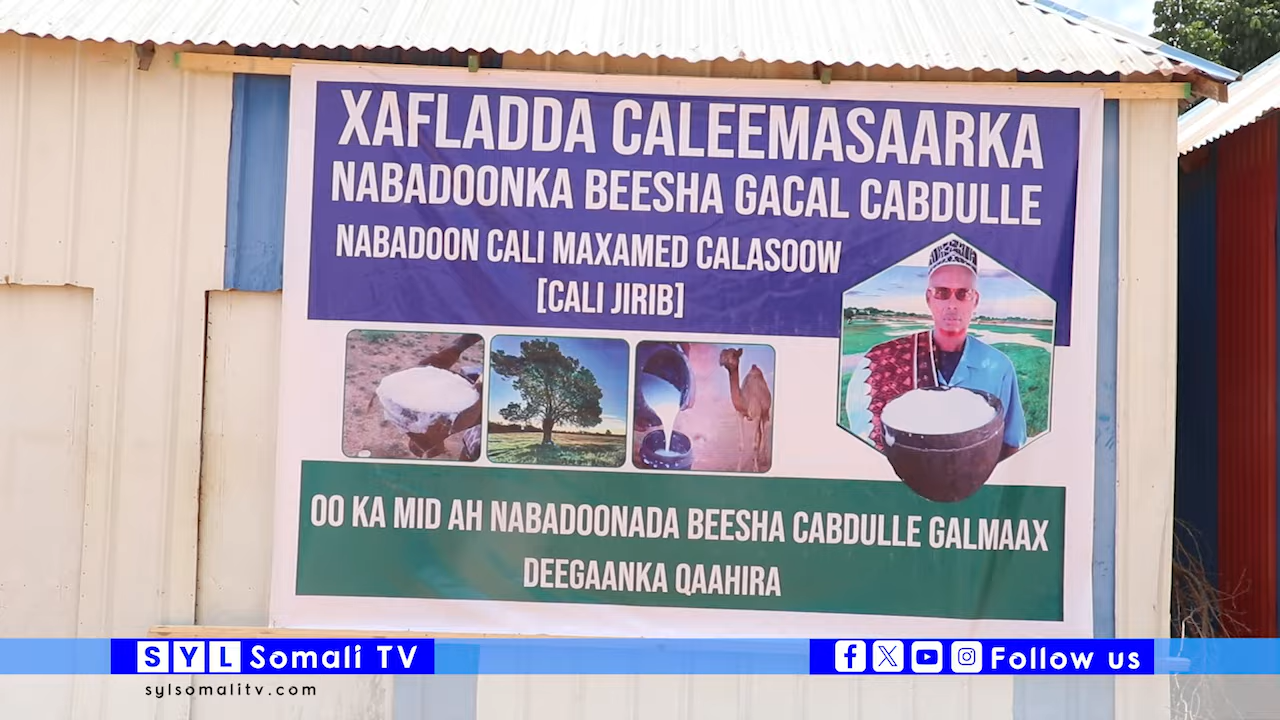 XAFLADDA CALEEMASAARKA
NABADOONKA BEESHA GACAL CABDULLE
NABADOON CALI MAXAMED CALASOOW
[CALI JIRIB]
OO KA MID AH NABADOONADA BEESHA CABDULLE GALMAAX
DEEGAANKA QAAHIRA
SYL Somali TV
Follow us
sylsomalitv.com